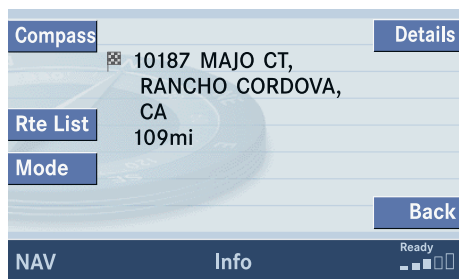 Compass
Details
10187 MAJO CT,
RANCHO CORDOVA,
CA
109mi
Rte List
Mode
Back
NAV
Info
Ready